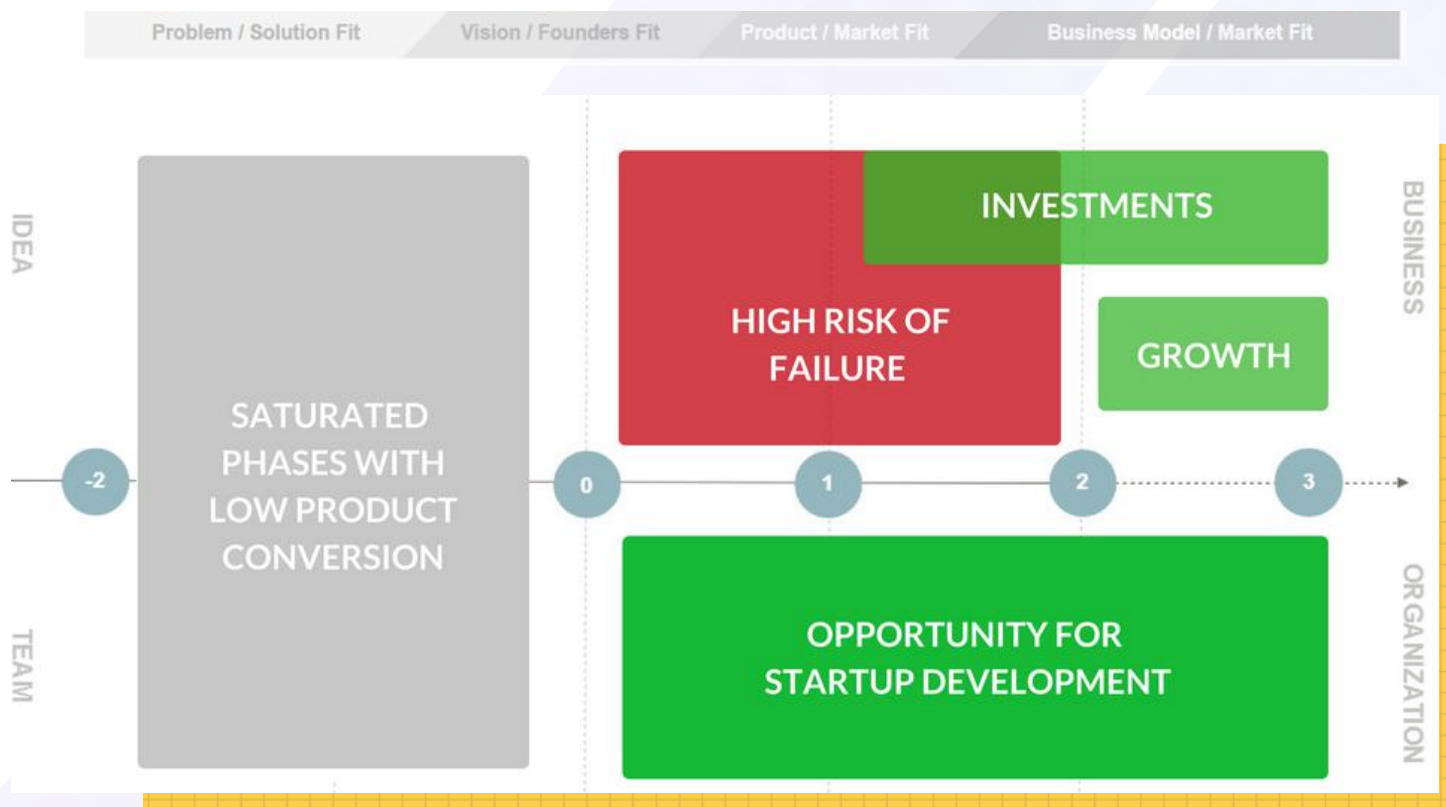 Problem / Solution Fit
Vision / Founders Fit
Product / Market Fit
Business Model / Market Fit
IDEA
TEAM
SATURATED
PHASES WITH
LOW PRODUCT
CONVERSION
HIGH RISK OF
FAILURE
INVESTMENTS
GROWTH
BUSINESS
-2
0
1
2
3
OPPORTUNITY FOR
STARTUP DEVELOPMENT
ORGANIZATION